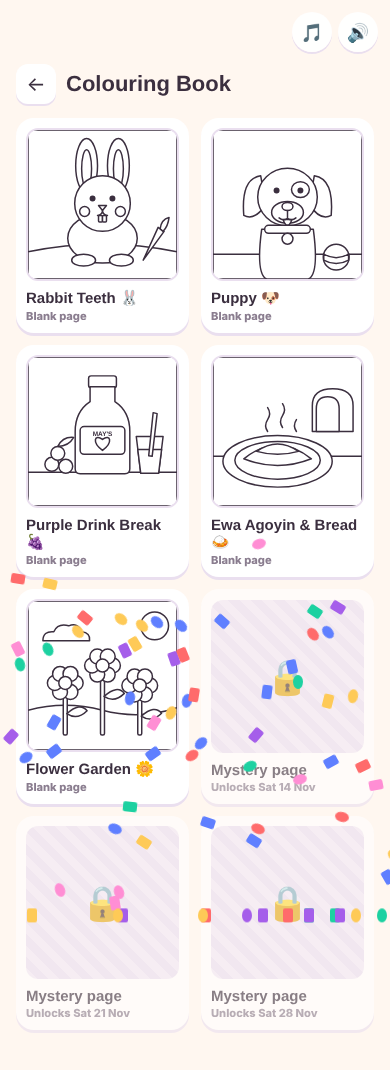 Colouring Book
Rabbit Teeth 🐰
Blank page
Puppy 🐶
Blank page
MAY'S
Purple Drink Break
🍇
Blank page
Ewa Agoyin & Bread
🍛
Blank page
Flower Garden 🌼
Blank page
Mystery page
Unlocks Sat 14 Nov
Mystery page
Unlocks Sat 21 Nov
Mystery page
Unlocks Sat 28 Nov